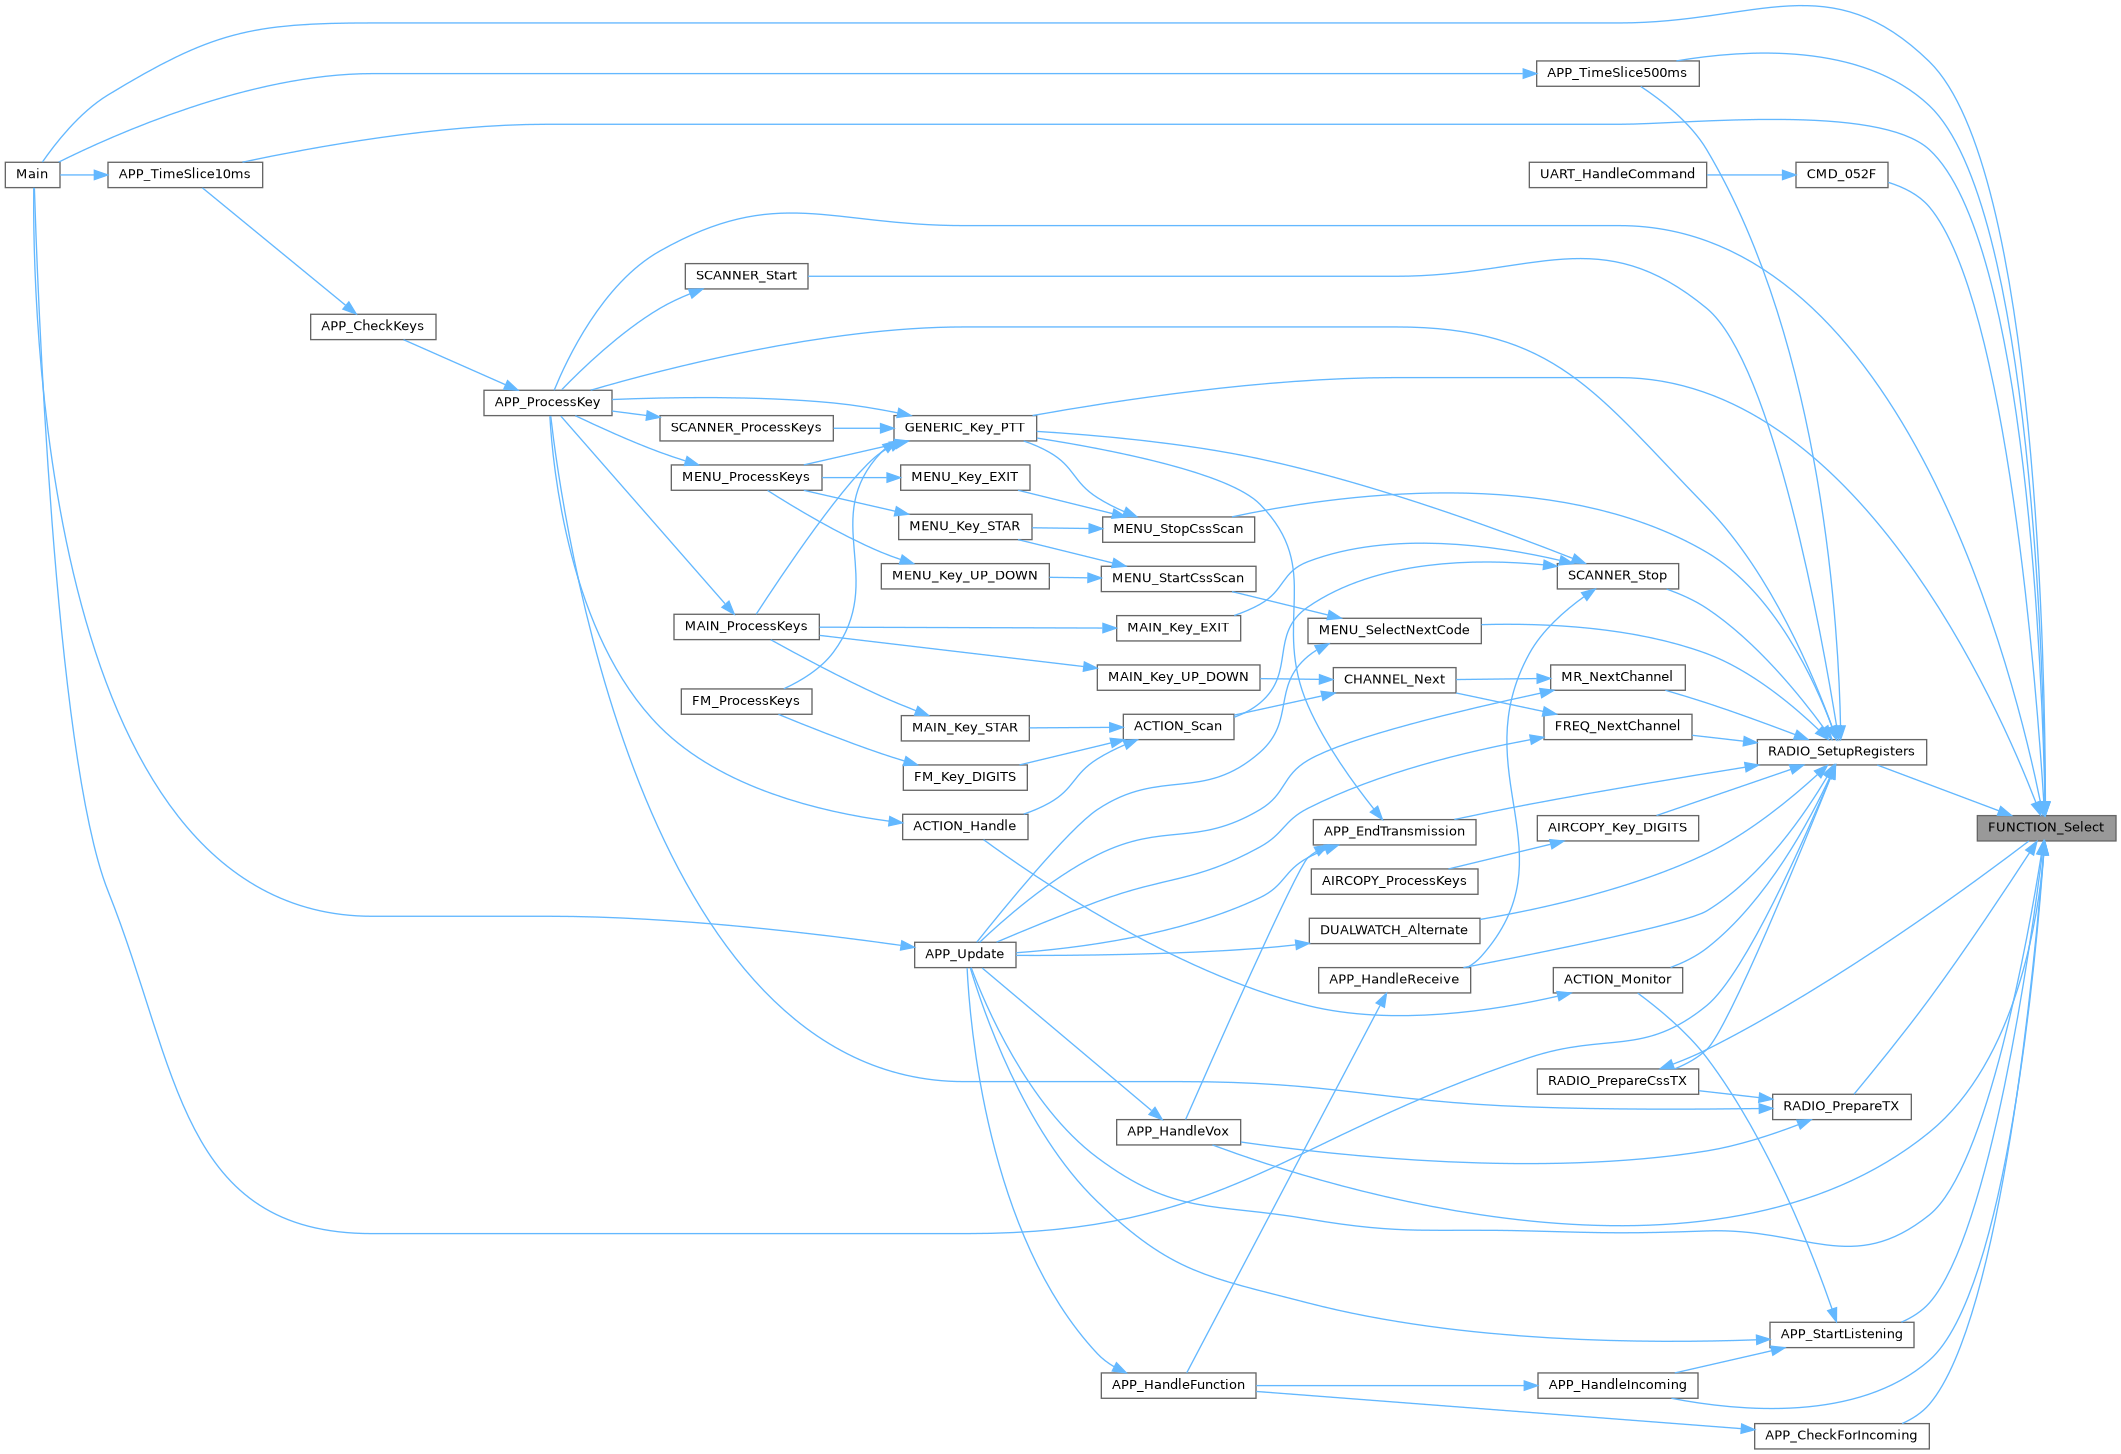 APP_TimeSlice500ms
Main
APP_TimeSlice10ms
UART_HandleCommand
CMD_052F
SCANNER_Start
APP_CheckKeys
APP_ProcessKey
SCANNER_ProcessKeys
GENERIC_Key_PTT
MENU_ProcessKeys
MENU_Key_EXIT
MENU_Key_STAR
MENU_StopCssScan
MENU_Key_UP_DOWN
MENU_StartCssScan
SCANNER_Stop
MAIN_ProcessKeys
MAIN_Key_EXIT
MENU_SelectNextCode
MAIN_Key_UP_DOWN
CHANNEL_Next
MR_NextChannel
FM_ProcessKeys
MAIN_Key_STAR
ACTION_Scan
FREQ_NextChannel
RADIO_SetupRegisters
FM_Key_DIGITS
ACTION_Handle
APP_EndTransmission
AIRCOPY_Key_DIGITS
FUNCTION_Select
AIRCOPY_ProcessKeys
DUALWATCH_Alternate
APP_Update
APP_HandleReceive
ACTION_Monitor
RADIO_PrepareCssTX
RADIO_PrepareTX
APP_HandleVox
APP_StartListening
APP_HandleFunction
APP_HandleIncoming
APP_CheckForIncoming